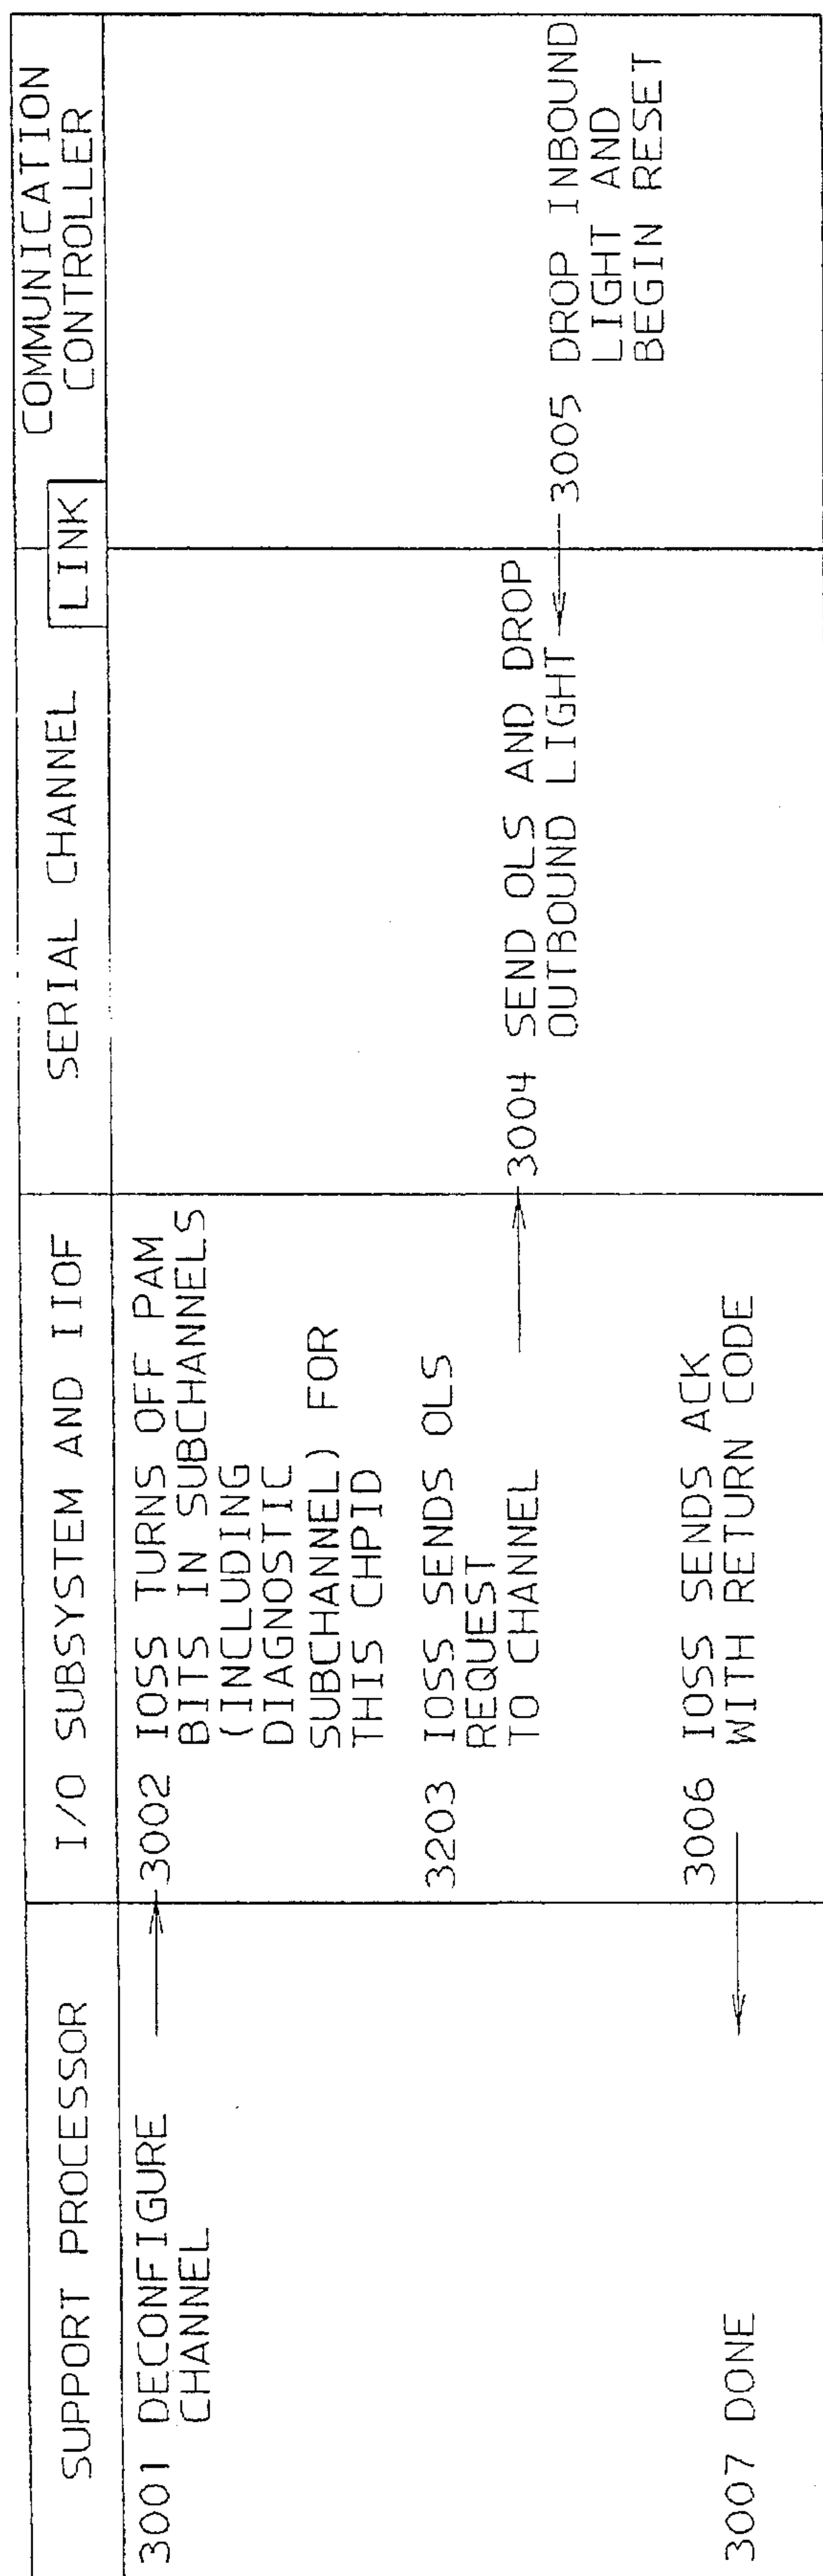 SUPPORT PROCESSOR
I/O SUBSYSTEM AND IIOF
SERIAL CHANNEL
LINK
COMMUNICATION
CONTROLLER
3001 DECONFIGURE
CHANNEL
3002 IOSS TURNS OFF PAM
BITS IN SUBCHANNELS
(INCLUDING
DIAGNOSTIC
SUBCHANNEL) FOR
THIS CHPID
3203 IOSS SENDS OLS
REQUEST
TO CHANNEL
3004 SEND OLS AND DROP
OUTBOUND LIGHT
3005 DROP INBOUND
LIGHT AND
BEGIN RESET
3006 IOSS SENDS ACK
WITH RETURN CODE
3007 DONE